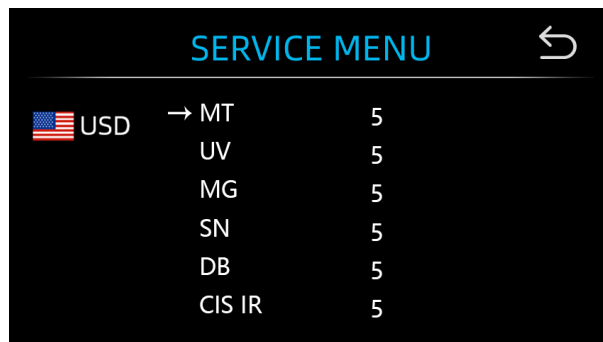 SERVICE MENU
USD → MT 5
UV 5
MG 5
SN 5
DB 5
CIS IR 5